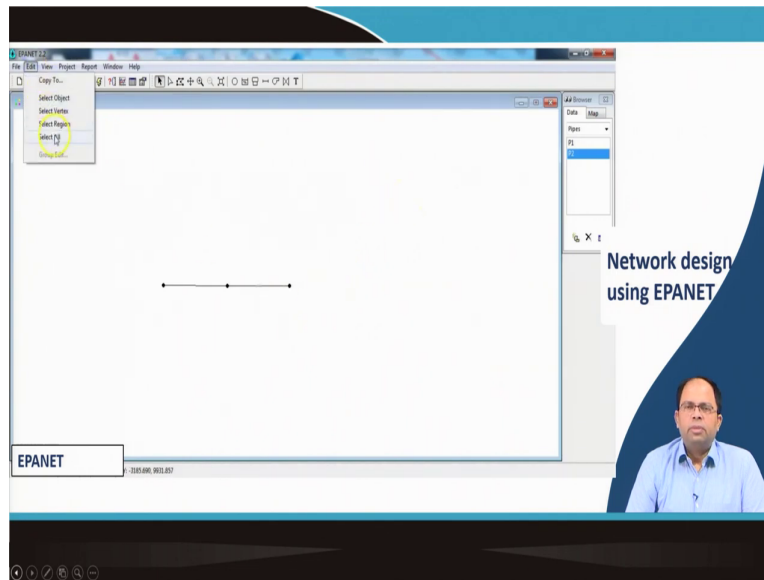 EPANET 2.2
File Edit View Project Report Window Help
Copy To...
Select Object
Select Vertex
Select Region
Select All
Group Edit...
T
Browser
Data Map
Pipes
P1
Network design
using EPANET
EPANET
-3185.690, 9931.857